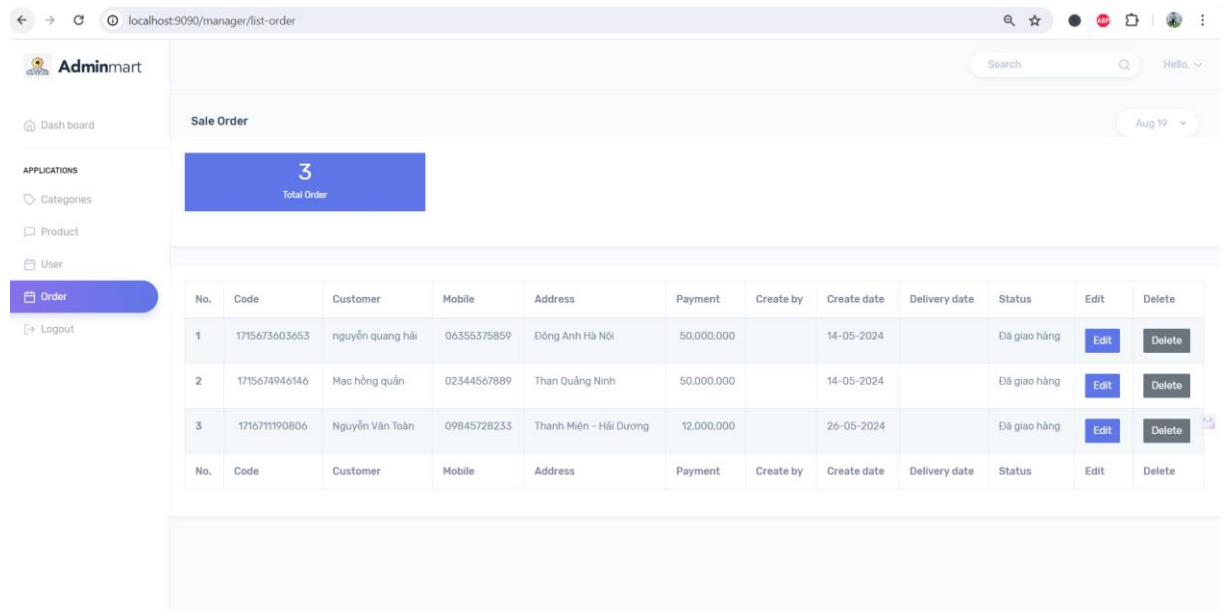 localhost:9090/manager/list-order
ABP
Adminmart
Search
Hello,
Dash board
Sale Order
Aug 19
APPLICATIONS
3
Total Order
Categories
Product
User
Order
Logout
No. Code Customer Mobile Address Payment Create by Create date Delivery date Status Edit Delete
1 1715673603653 nguyễn quang hải 06355375859 Đông Anh Hà Nội 50,000,000 14-05-2024 Đã giao hàng Edit Delete
2 1715674946146 Mạc hồng quân 02344567889 Than Quảng Ninh 50,000,000 14-05-2024 Đã giao hàng Edit Delete
3 1716711190806 Nguyễn Văn Toàn 09845728233 Thanh Miện - Hải Dương 12,000,000 26-05-2024 Đã giao hàng Edit Delete
No. Code Customer Mobile Address Payment Create by Create date Delivery date Status Edit Delete